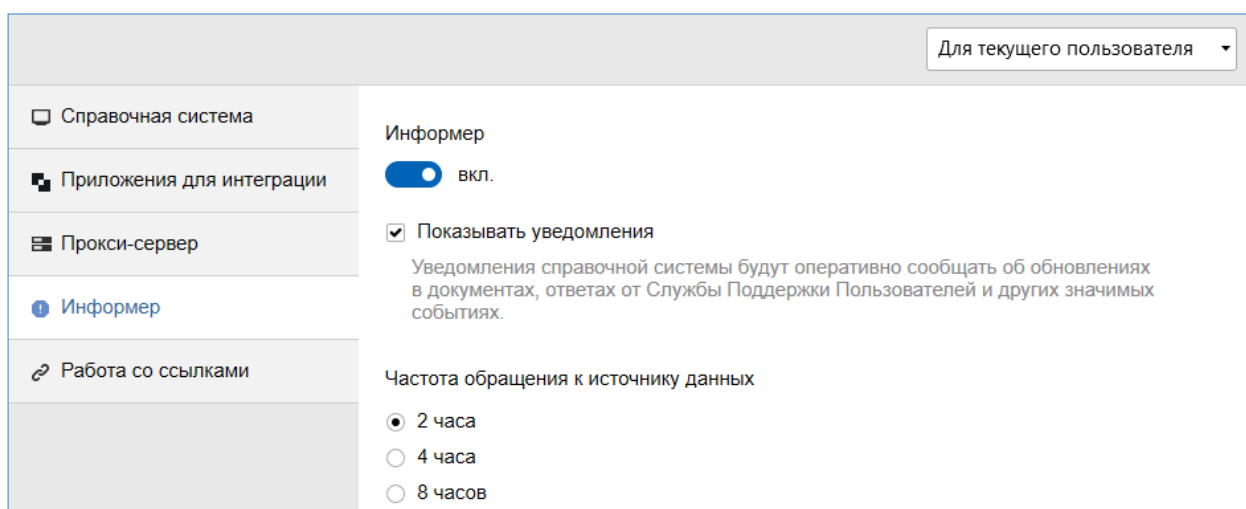 Для текущего пользователя
Справочная система
Приложения для интеграции
Прокси-сервер
Информер
Работа со ссылками
Информер
вкл.
Показывать уведомления
Уведомления справочной системы будут оперативно сообщать об обновлениях
в документах, ответах от Службы Поддержки Пользователей и других значимых
событиях.
Частота обращения к источнику данных
2 часа
4 часа
8 часов